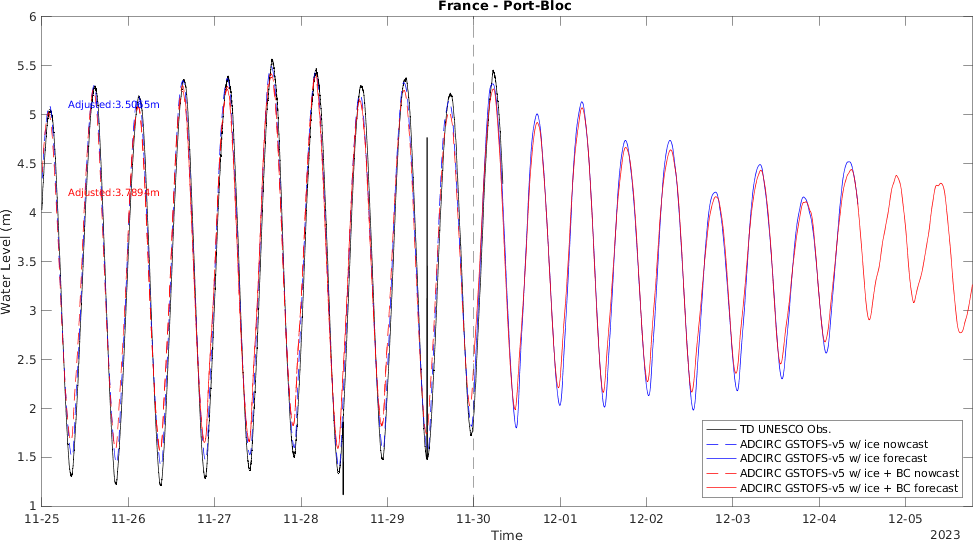 France - Port-Bloc
6
5.5
5
4.5
4
3.5
3
2.5
2
1.5
1
Water Level (m)
Adjusted:3.5065m
Adjusted:3.7894m
TD UNESCO Obs.
ADCIRC GSTOFS-v5 w/ ice nowcast
ADCIRC GSTOFS-v5 w/ ice forecast
ADCIRC GSTOFS-v5 w/ ice + BC nowcast
ADCIRC GSTOFS-v5 w/ ice + BC forecast
11-25 11-26 11-27 11-28 11-29 11-30 12-01 12-02 12-03 12-04 12-05
Time
2023